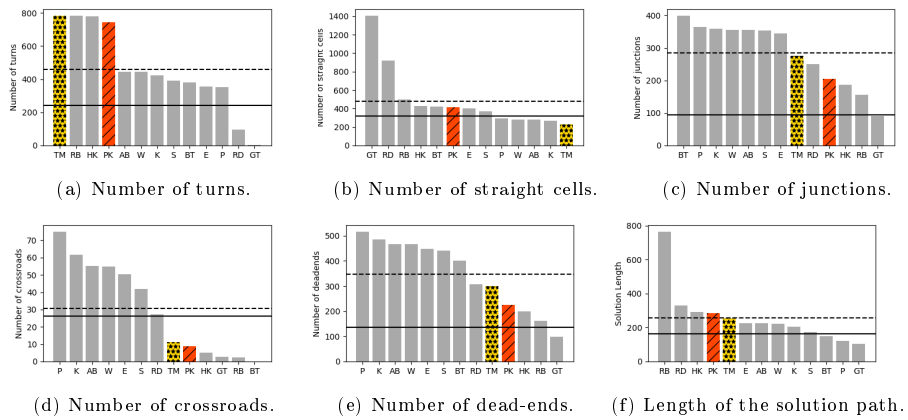 800
600
400
200
0
Number of turns
TM RB HK PK AB W K S BT E P RD GT
(a) Number of turns.
1400
1200
1000
800
600
400
200
0
Number of straight cells
GT RD RB HK BT PK E S P W AB K TM
(b) Number of straight cells.
400
300
200
100
0
Number of junctions
BT P K W AB S E TM RD PK HK RB GT
(c) Number of junctions.
70
60
50
40
30
20
10
0
Number of crossroads
P K AB W E S RD TM PK HK GT RB BT
(d) Number of crossroads.
500
400
300
200
100
0
Number of deadends
P K AB W E S BT RD TM PK HK RB GT
(e) Number of dead-ends.
800
600
400
200
0
Solution Length
RB RD HK PK TM E AB W K S BT P GT
(f) Length of the solution path.